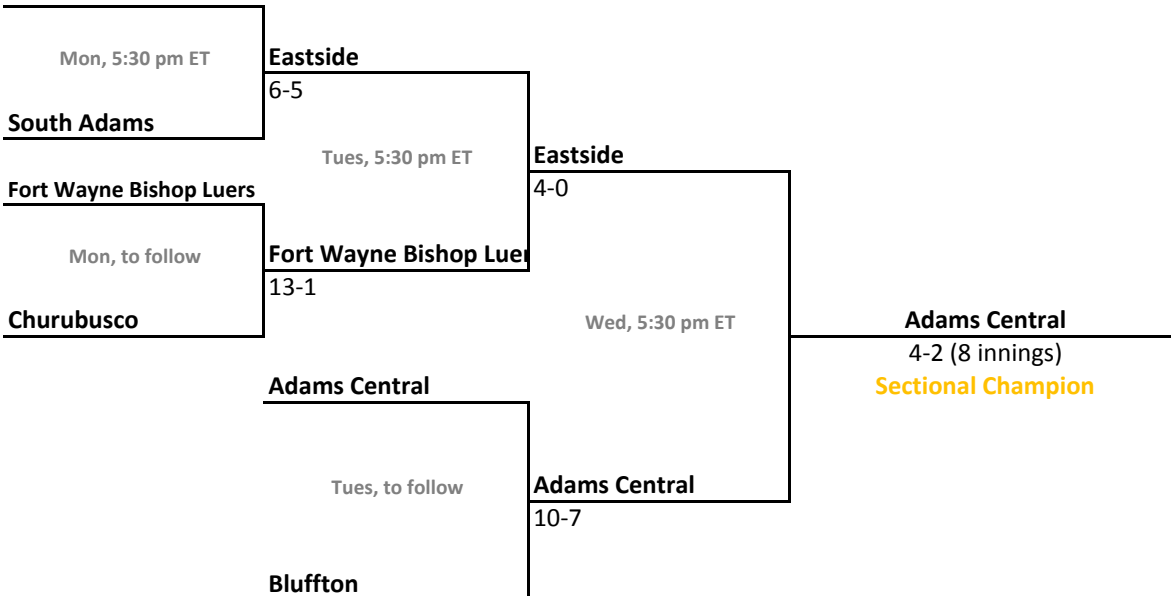 Mon, 5:30 pm ET
Eastside
6-5
South Adams
Tues, 5:30 pm ET
Eastside
4-0
Fort Wayne Bishop Luers
Mon, to follow
Fort Wayne Bishop Luer
13-1
Churubusco
Wed, 5:30 pm ET
Adams Central
4-2 (8 innings)
Sectional Champion
Adams Central
Tues, to follow
Adams Central
10-7
Bluffton